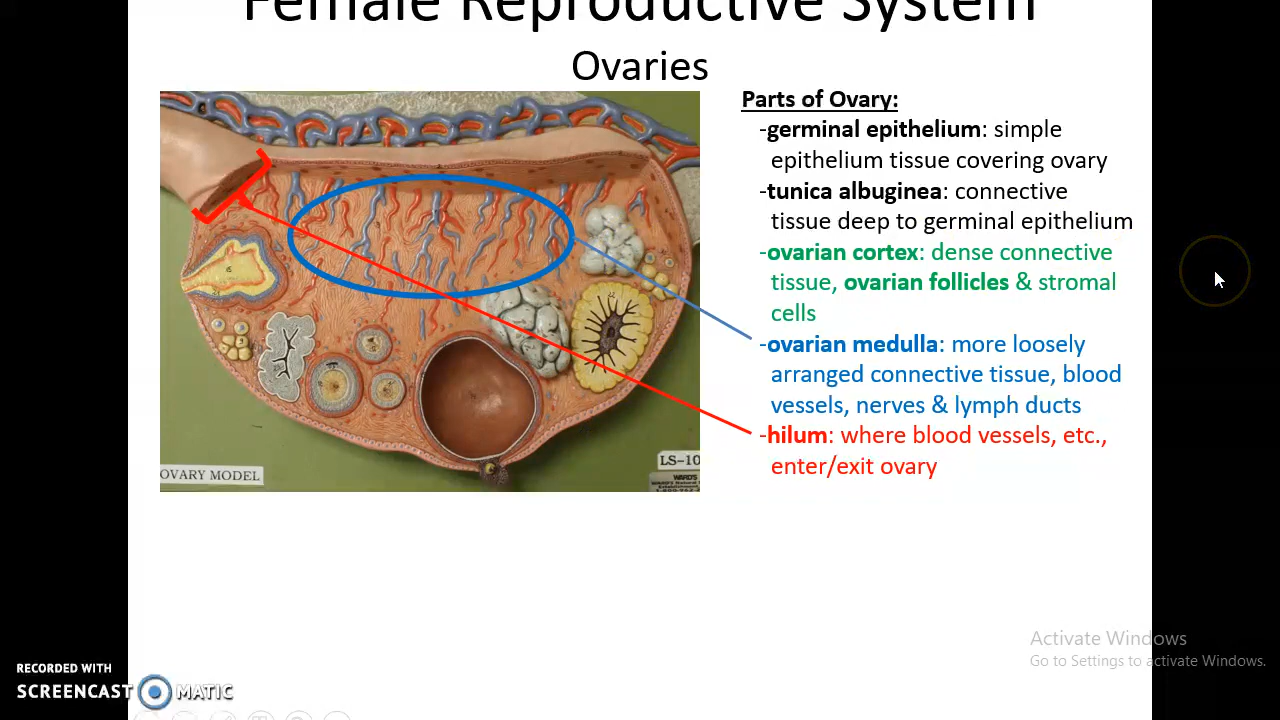 Female Reproductive System
Ovaries
Parts of Ovary:
-germinal epithelium: simple
epithelium tissue covering ovary
-tunica albuginea: connective
tissue deep to germinal epithelium
-ovarian cortex: dense connective
tissue, ovarian follicles & stromal
cells
-ovarian medulla: more loosely
arranged connective tissue, blood
vessels, nerves & lymph ducts
-hilum: where blood vessels, etc.,
enter/exit ovary
OVARY MODEL
LS-10
WARD'S
Activate Windows
Go to Settings to activate Windows.
RECORDED WITH
SCREENCAST MATIC